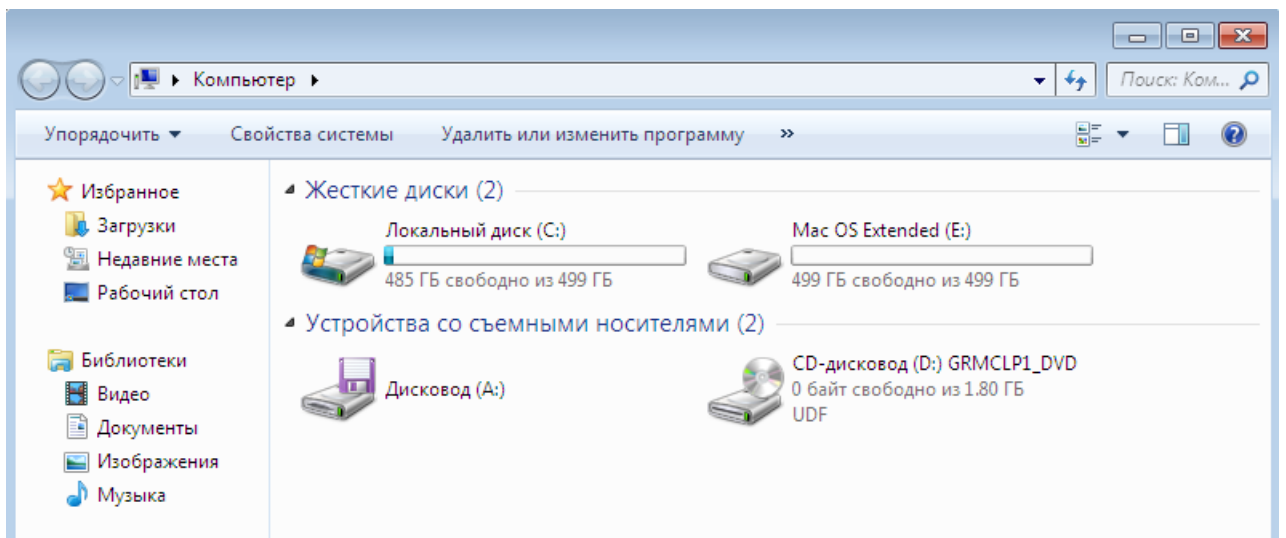 Компьютер
Поиск: Ком...
Упорядочить Свойства системы Удалить или изменить программу »
Избранное
Загрузки
Недавние места
Рабочий стол
Библиотеки
Видео
Документы
Изображения
Музыка
Жесткие диски (2)
Локальный диск (C:)
485 ГБ свободно из 499 ГБ
Mac OS Extended (E:)
499 ГБ свободно из 499 ГБ
Устройства со съемными носителями (2)
Дисковод (A:)
CD-дисковод (D:) GRMCLP1_DVD
0 байт свободно из 1.80 ГБ
UDF